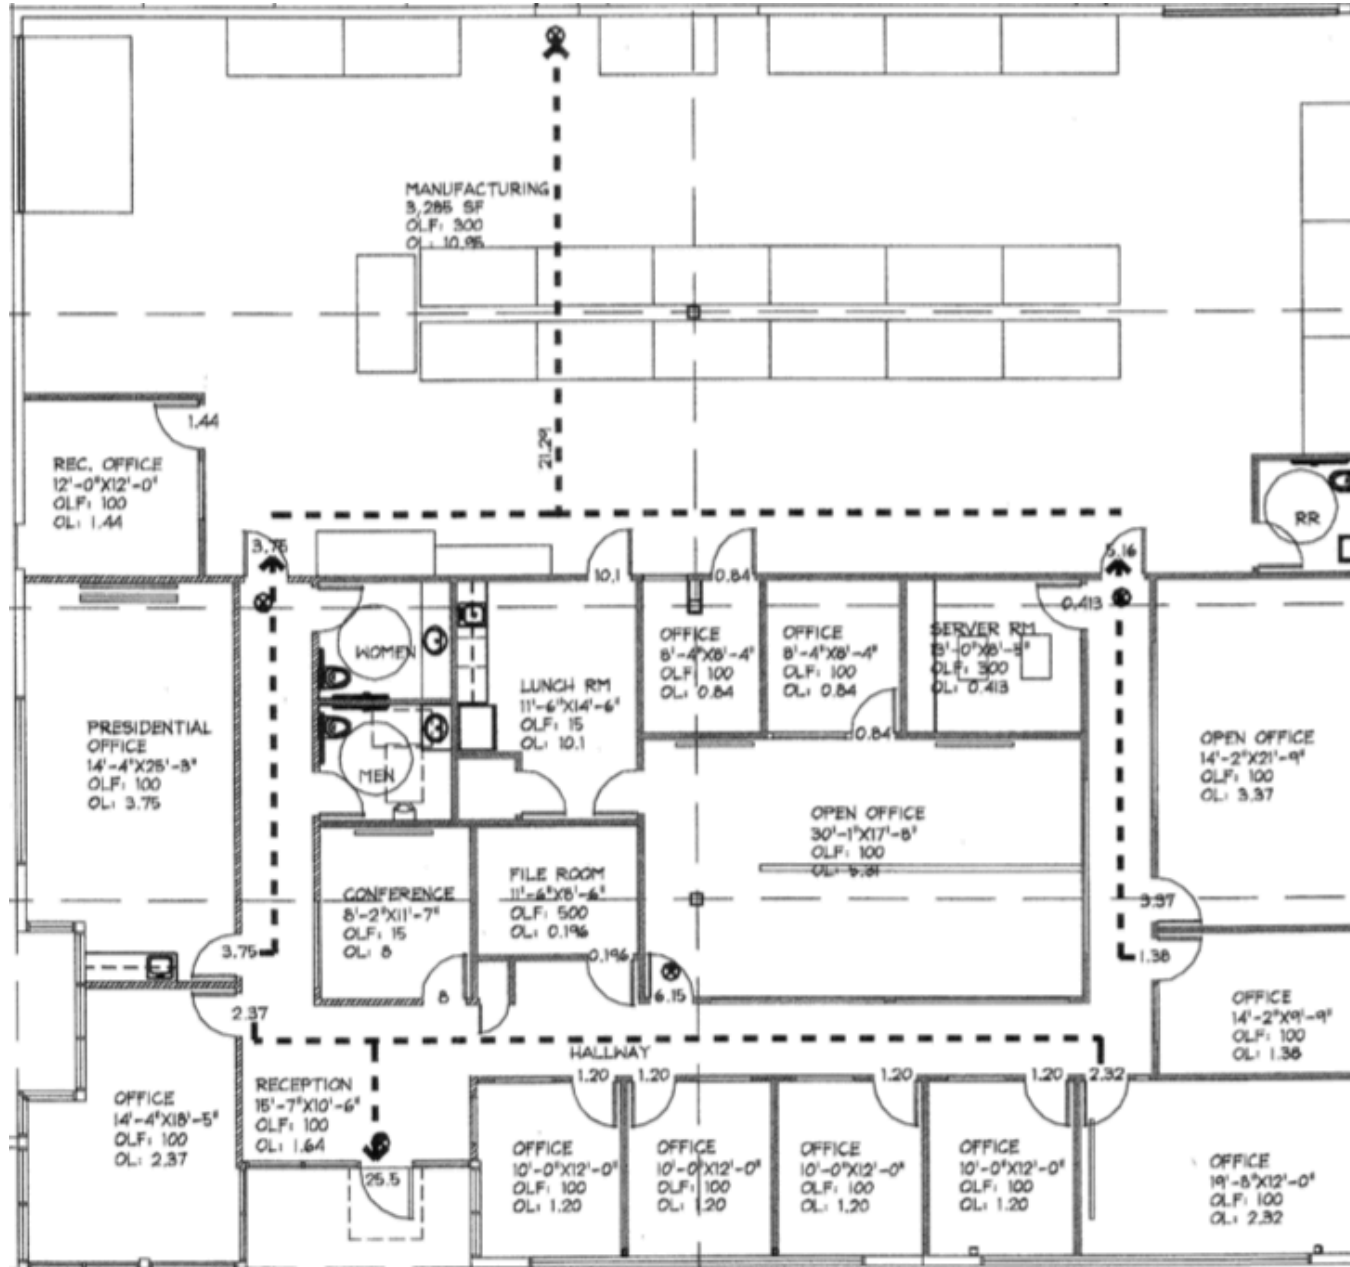 MANUFACTURING
3,285 SF
OLF: 300
OL: 10.95
21.29
1.44
REC. OFFICE
12'-0"X12'-0"
OLF: 100
OL: 1.44
RR
3.75
10.1
0.84
5.16
0.413
WOMEN
MEN
LUNCH RM
11'-6"X14'-6"
OLF: 15
OL: 10.1
OFFICE
8'-4"X8'-4"
OLF: 100
OL: 0.84
OFFICE
8'-4"X8'-4"
OLF: 100
OL: 0.84
0.84
SERVER RM
13'-0"X8'-3"
OLF: 300
OL: 0.413
PRESIDENTIAL
OFFICE
14'-4"X25'-3"
OLF: 100
OL: 3.75
OPEN OFFICE
14'-2"X21'-9"
OLF: 100
OL: 3.37
OPEN OFFICE
30'-1"X17'-8"
OLF: 100
OL: 5.31
CONFERENCE
8'-2"X11'-7"
OLF: 15
OL: 8
FILE ROOM
11'-6"X8'-6"
OLF: 500
OL: 0.196
3.37
3.75
0.196
1.38
8
6.15
2.37
OFFICE
14'-2"X9'-9"
OLF: 100
OL: 1.38
HALLWAY
1.20
1.20
1.20
1.20
2.32
RECEPTION
15'-7"X10'-6"
OLF: 100
OL: 1.64
25.5
OFFICE
14'-4"X18'-5"
OLF: 100
OL: 2.37
OFFICE
10'-0"X12'-0"
OLF: 100
OL: 1.20
OFFICE
10'-0"X12'-0"
OLF: 100
OL: 1.20
OFFICE
10'-0"X12'-0"
OLF: 100
OL: 1.20
OFFICE
10'-0"X12'-0"
OLF: 100
OL: 1.20
OFFICE
19'-8"X12'-0"
OLF: 100
OL: 2.32